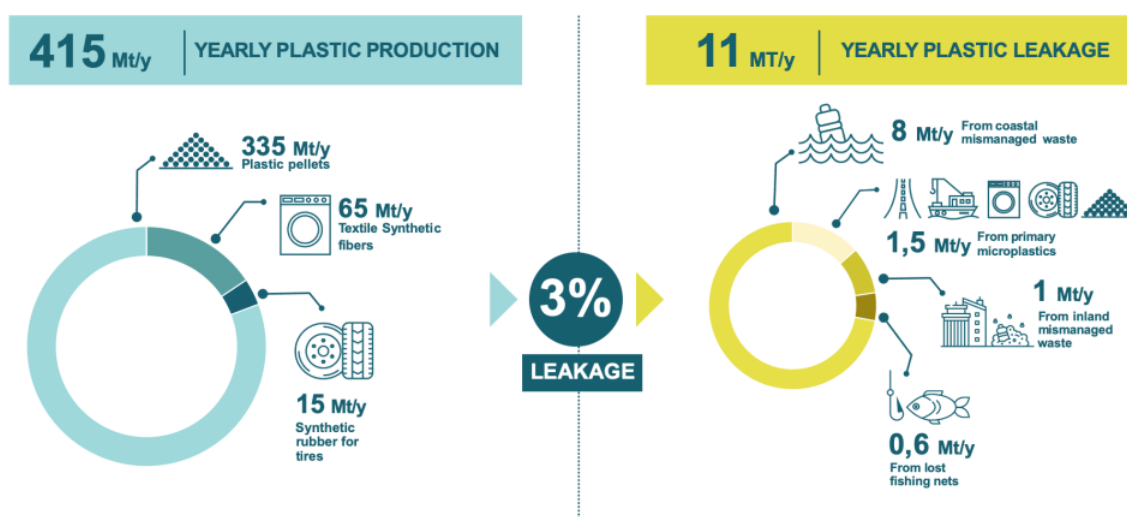 415 Mt/y YEARLY PLASTIC PRODUCTION
335 Mt/y
Plastic pellets
65 Mt/y
Textile Synthetic
fibers
15 Mt/y
Synthetic
rubber for
tires
3%
LEAKAGE
11 MT/y YEARLY PLASTIC LEAKAGE
8 Mt/y From coastal
mismanaged waste
1,5 Mt/y From primary
microplastics
1 Mt/y
From inland
mismanaged
waste
0,6 Mt/y
From lost
fishing nets